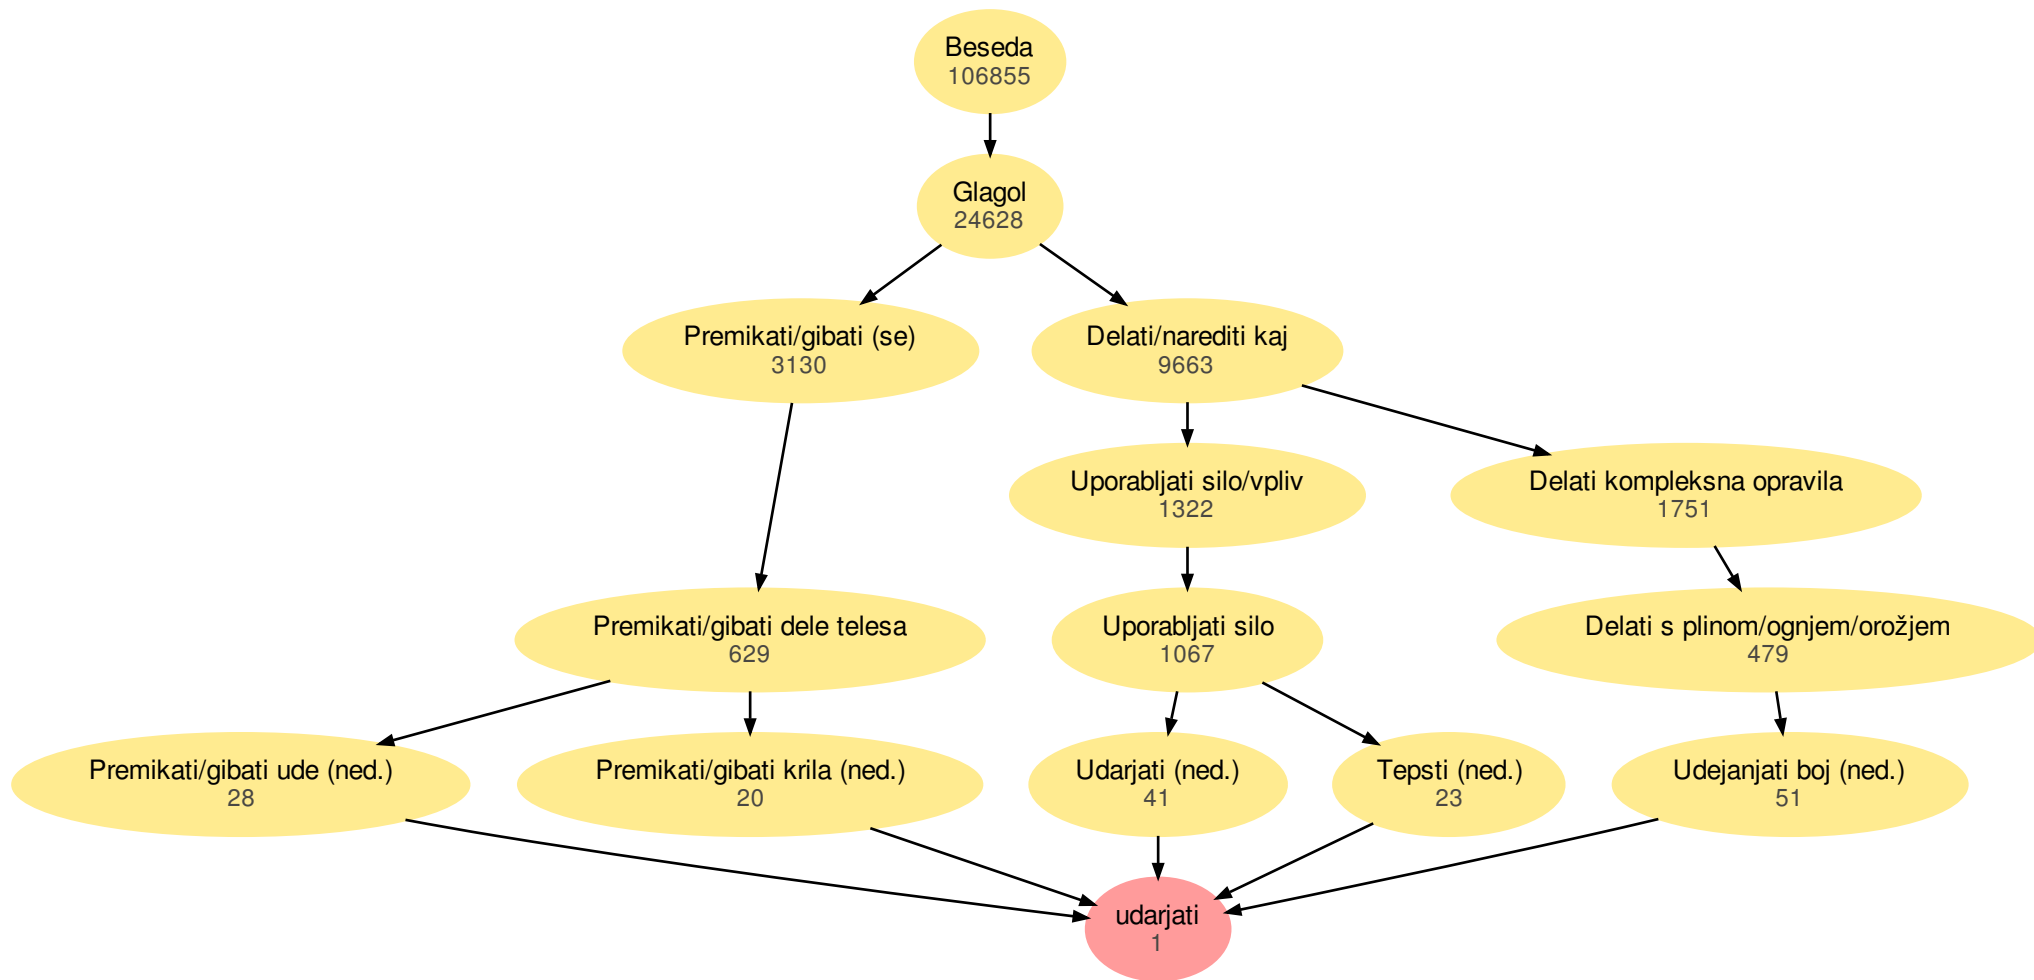 Beseda
106855
Glagol
24628
Premikati/gibati (se)
3130
Delati/narediti kaj
9663
Uporabljati silo/vpliv
1322
Delati kompleksna opravila
1751
Premikati/gibati dele telesa
629
Uporabljati silo
1067
Delati s plinom/ognjem/orožjem
479
Premikati/gibati ude (ned.)
28
Premikati/gibati krila (ned.)
20
Udarjati (ned.)
41
Tepsti (ned.)
23
Udejanjati boj (ned.)
51
udarjati
1